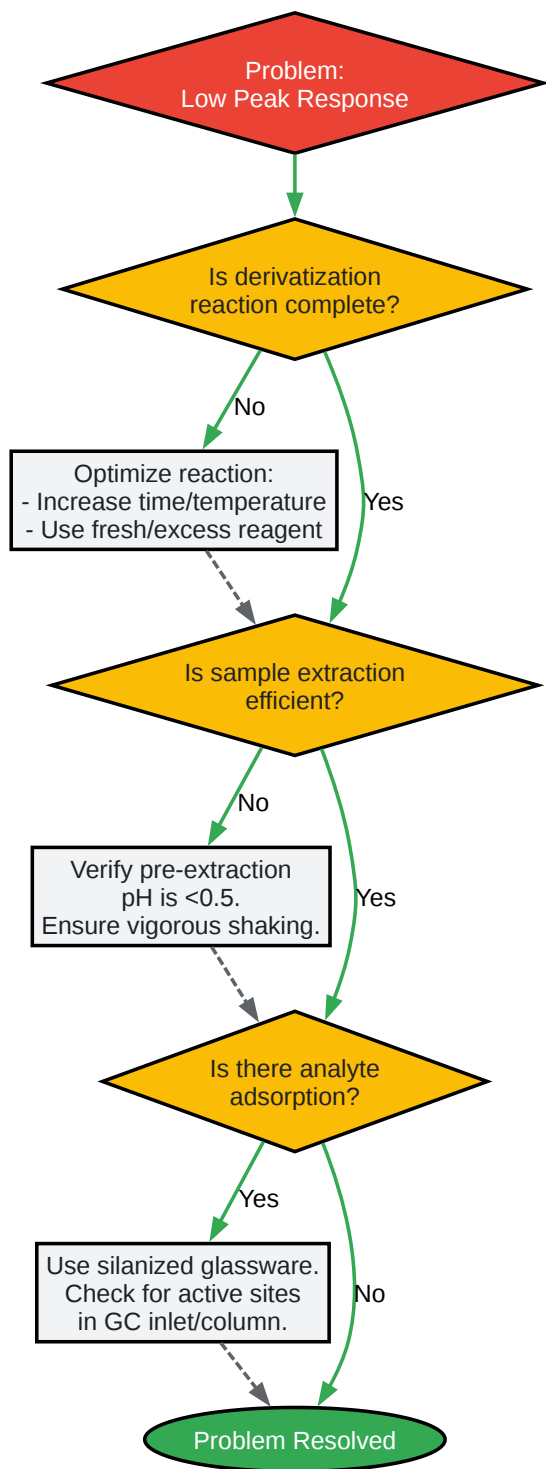 Problem:
Low Peak Response
Is derivatization
reaction complete?
No
Optimize reaction:
- Increase time/temperature
- Use fresh/excess reagent
Yes
Is sample extraction
efficient?
No
Verify pre-extraction
pH is <0.5.
Ensure vigorous shaking.
Yes
Is there analyte
adsorption?
Yes
Use silanized glassware.
Check for active sites
in GC inlet/column.
No
Problem Resolved